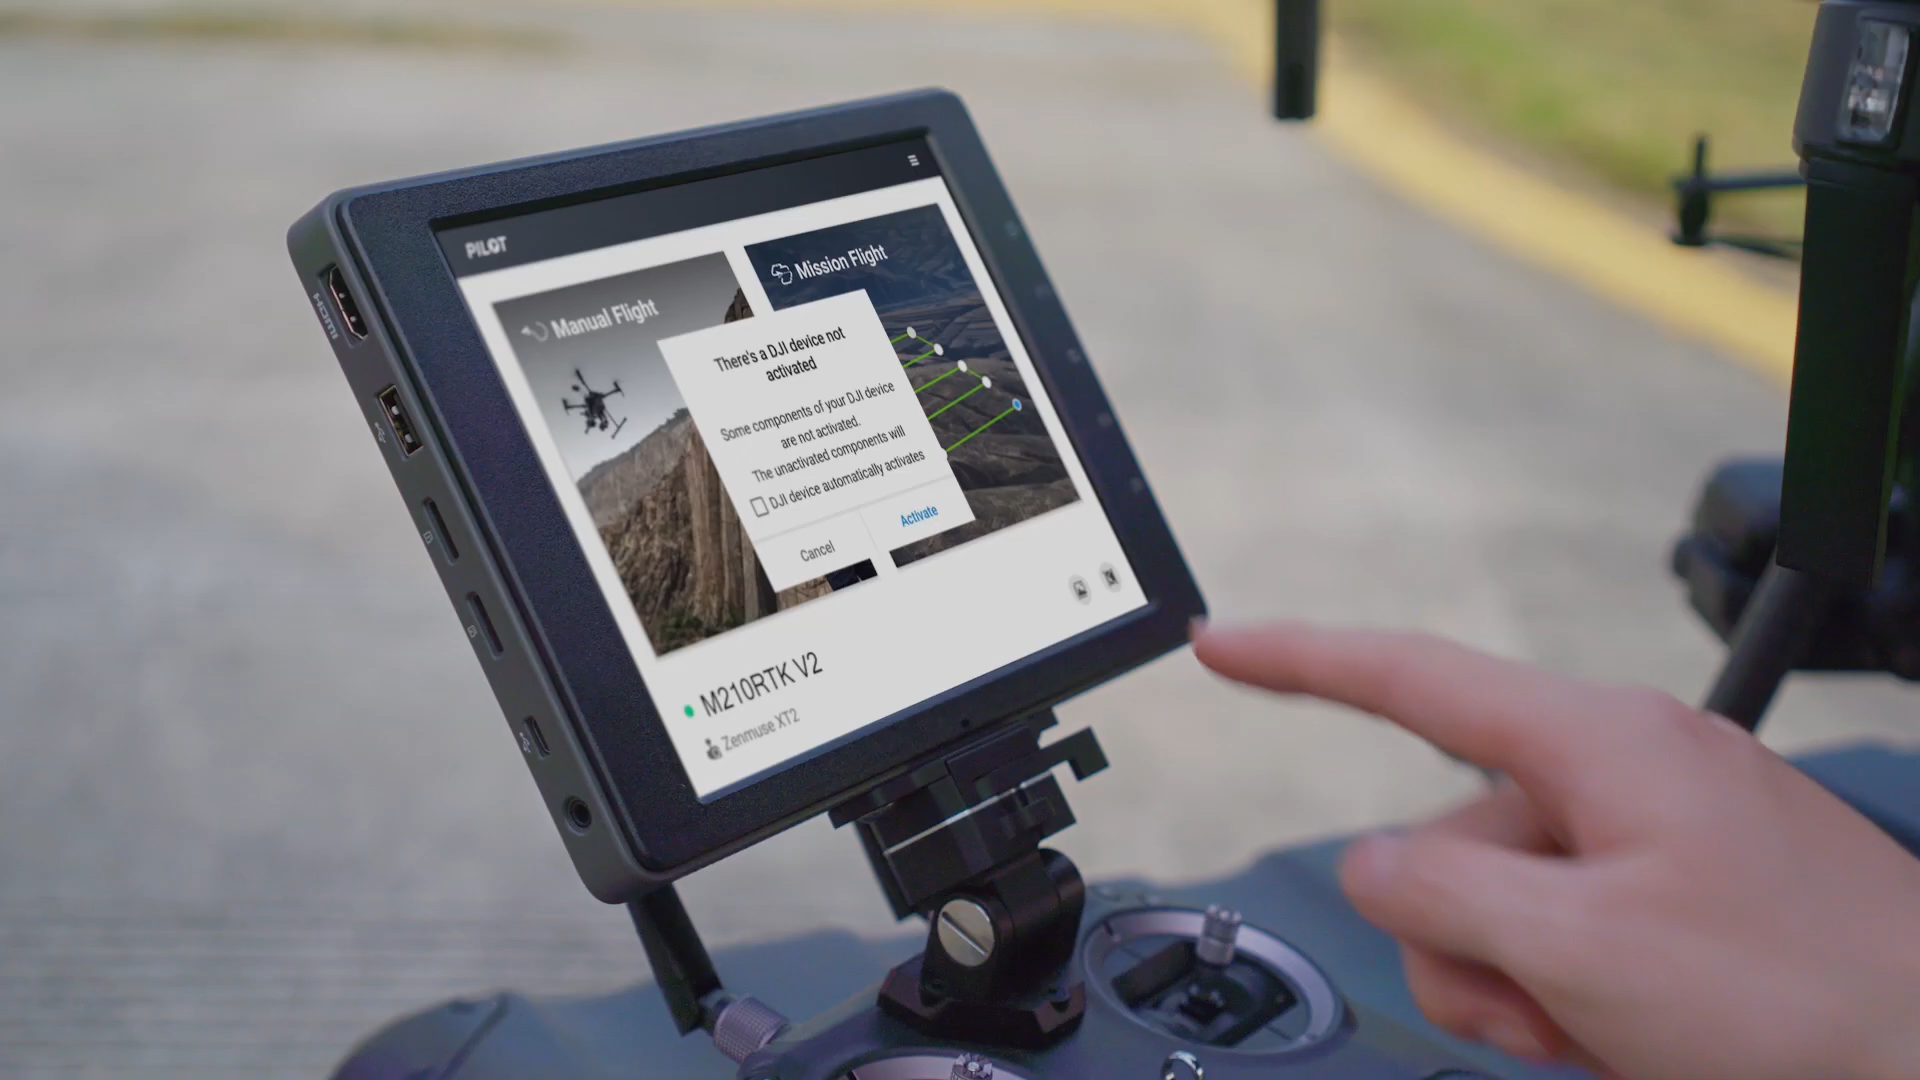 PILOT
Manual Flight
Mission Flight
There's a DJI device not
activated
Some components of your DJI device
are not activated.
The unactivated components will
DJI device automatically activates
Cancel
Activate
M210RTK V2
Zenmuse XT2
HDMI